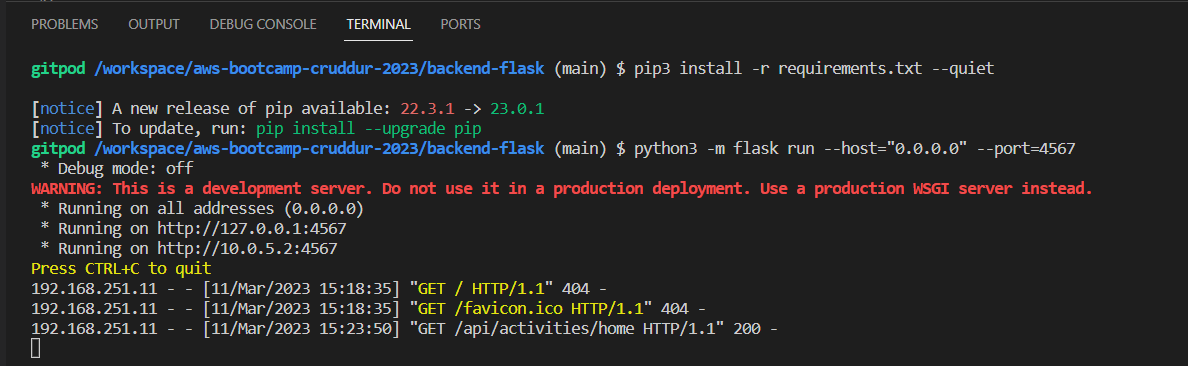 PROBLEMS OUTPUT DEBUG CONSOLE TERMINAL PORTS
gitpod /workspace/aws-bootcamp-cruddur-2023/backend-flask (main) $ pip3 install -r requirements.txt --quiet
[notice] A new release of pip available: 22.3.1 -> 23.0.1
[notice] To update, run: pip install --upgrade pip
gitpod /workspace/aws-bootcamp-cruddur-2023/backend-flask (main) $ python3 -m flask run --host="0.0.0.0" --port=4567
* Debug mode: off
WARNING: This is a development server. Do not use it in a production deployment. Use a production WSGI server instead.
* Running on all addresses (0.0.0.0)
* Running on http://127.0.0.1:4567
* Running on http://10.0.5.2:4567
Press CTRL+C to quit
192.168.251.11 - - [11/Mar/2023 15:18:35] "GET / HTTP/1.1" 404 -
192.168.251.11 - - [11/Mar/2023 15:18:35] "GET /favicon.ico HTTP/1.1" 404 -
192.168.251.11 - - [11/Mar/2023 15:23:50] "GET /api/activities/home HTTP/1.1" 200 -